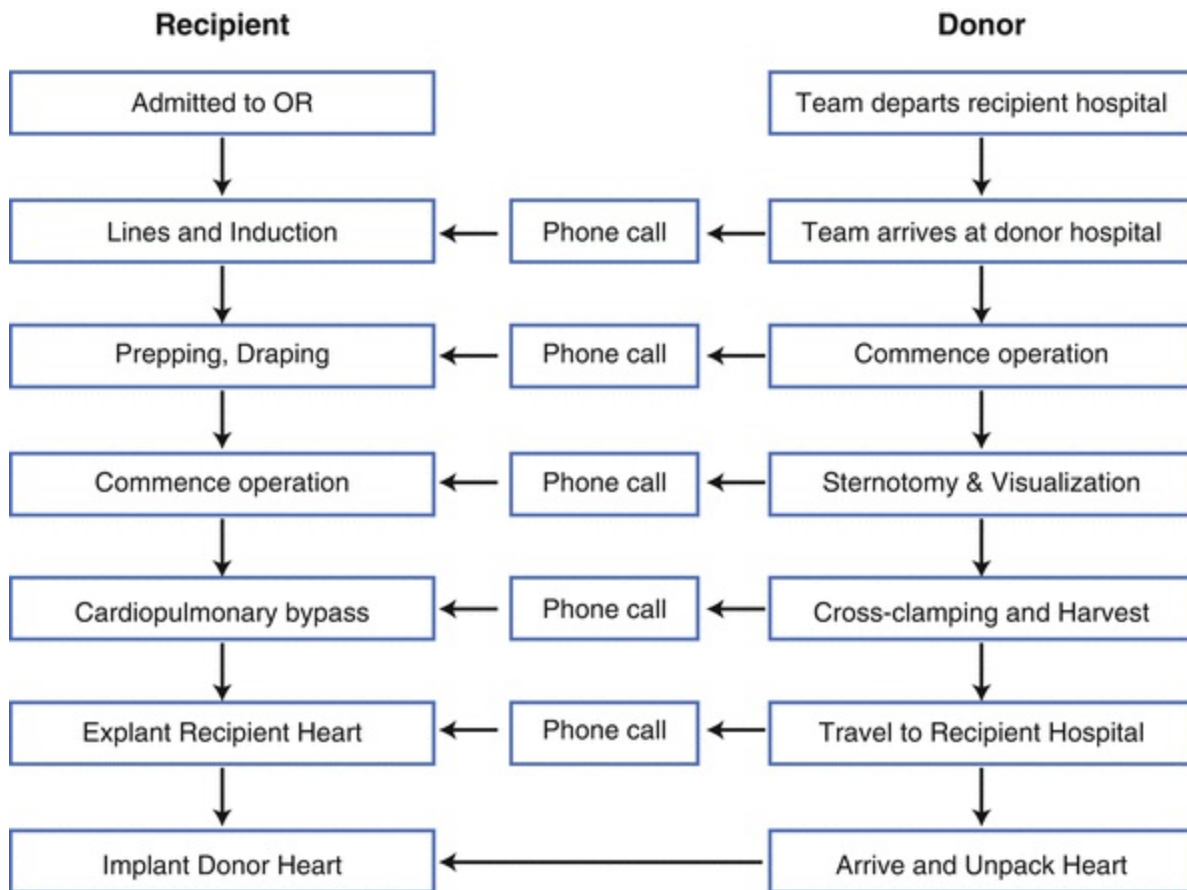 Recipient
Donor
Admitted to OR
Team departs recipient hospital
Lines and Induction
Phone call
Team arrives at donor hospital
Prepping, Draping
Phone call
Commence operation
Commence operation
Phone call
Sternotomy & Visualization
Cardiopulmonary bypass
Phone call
Cross-clamping and Harvest
Explant Recipient Heart
Phone call
Travel to Recipient Hospital
Implant Donor Heart
Arrive and Unpack Heart